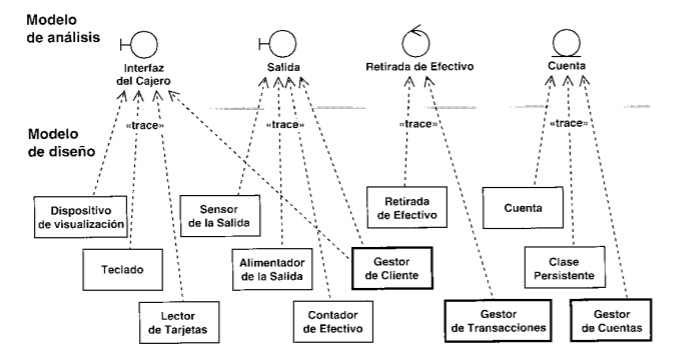 Modelo
de análisis
Interfaz
del Cajero
Salida
Retirada de Efectivo
Cuenta
«trace»
«trace»
«trace»
«trace»
Modelo
de diseño
Dispositivo
de visualización
Sensor
de la Salida
Retirada
de Efectivo
Cuenta
Teclado
Alimentador
de la Salida
Gestor
de Cliente
Clase
Persistente
Lector
de Tarjetas
Contador
de Efectivo
Gestor
de Transacciones
Gestor
de Cuentas